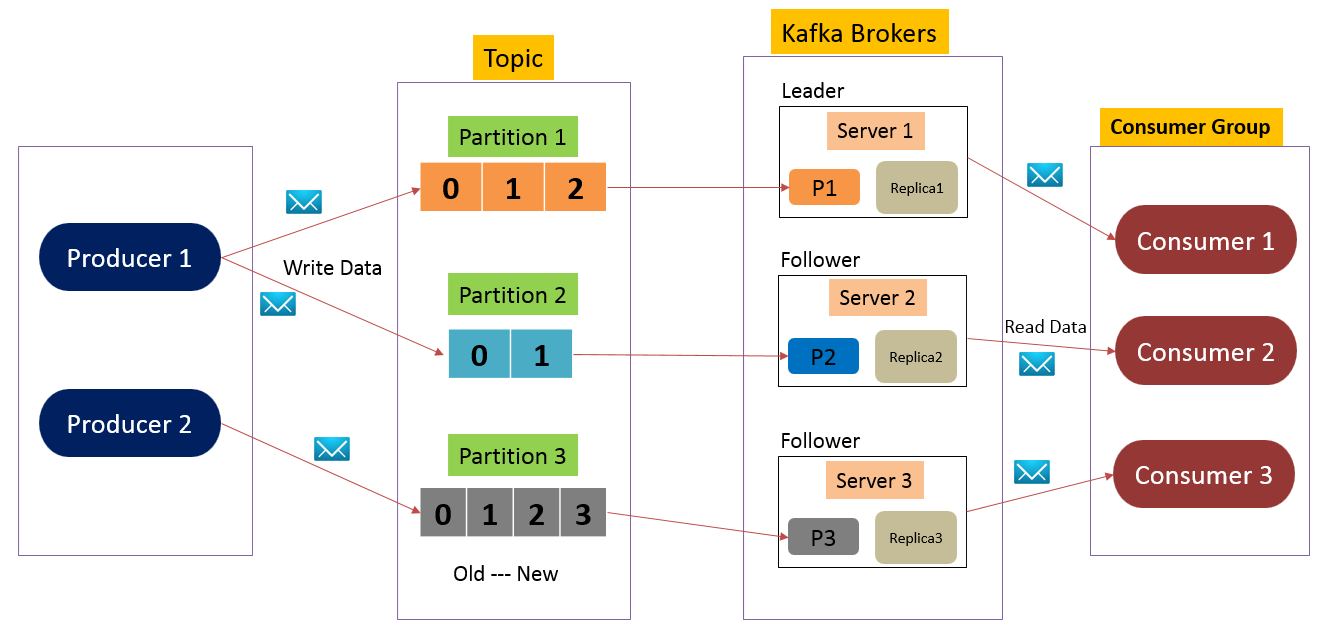 Kafka Brokers
Topic
Leader
Consumer Group
Partition 1
Server 1
0 1 2
P1
Replica1
Producer 1
Write Data
Consumer 1
Follower
Partition 2
Server 2
0 1
P2
Replica2
Read Data
Consumer 2
Producer 2
Follower
Partition 3
Server 3
Consumer 3
0 1 2 3
P3
Replica3
Old --- New